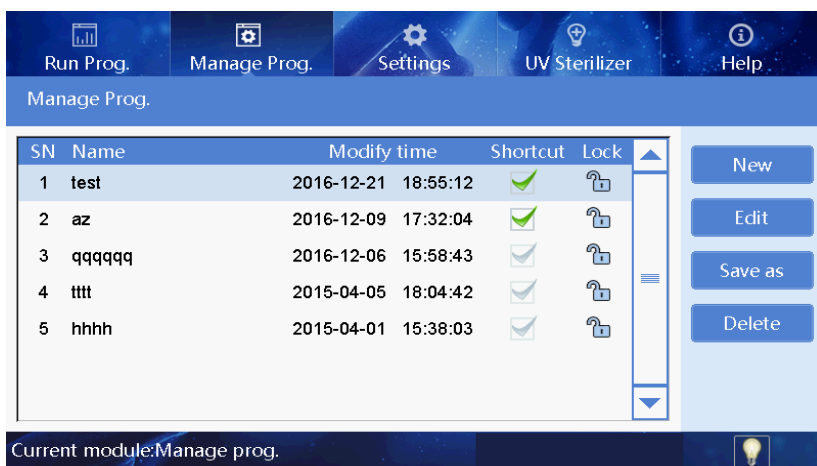 Run Prog. Manage Prog. Settings UV Sterilizer Help
Manage Prog.
SN Name Modify time Shortcut Lock
1 test 2016-12-21 18:55:12
2 az 2016-12-09 17:32:04
3 qqqqqq 2016-12-06 15:58:43
4 tttt 2015-04-05 18:04:42
5 hhhh 2015-04-01 15:38:03
New
Edit
Save as
Delete
Current module:Manage prog.